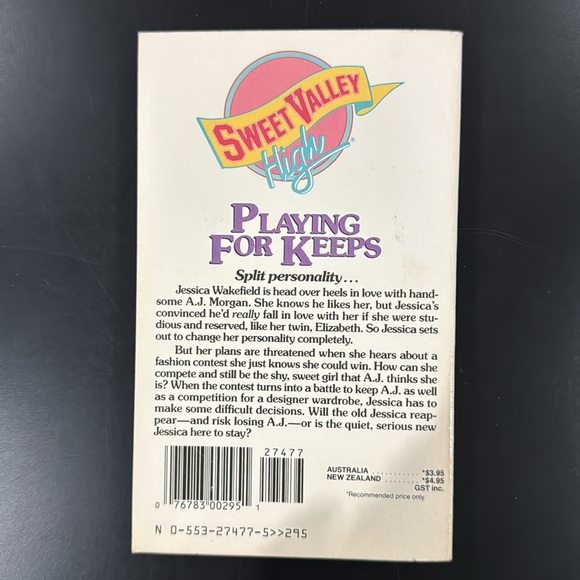 SWEET VALLEY
High®
PLAYING
FOR KEEPS
Split personality...
Jessica Wakefield is head over heels in love with hand-
some A.J. Morgan. She knows he likes her, but Jessica's
convinced he'd really fall in love with her if she were stu-
dious and reserved, like her twin, Elizabeth. So Jessica sets
out to change her personality completely.
But her plans are threatened when she hears about a
fashion contest she just knows she could win. How can she
compete and still be the shy, sweet girl that A.J. thinks she
is? When the contest turns into a battle to keep A.J. as well
as a competition for a designer wardrobe, Jessica has to
make some difficult decisions. Will the old Jessica reap-
pear—and risk losing A.J.—or is the quiet, serious new
Jessica here to stay?
27477
AUSTRALIA ............ *$3.95
NEW ZEALAND ........ *$4.95
GST inc.
*Recommended price only
0 76783 00295 1
N 0-553-27477-5>>295